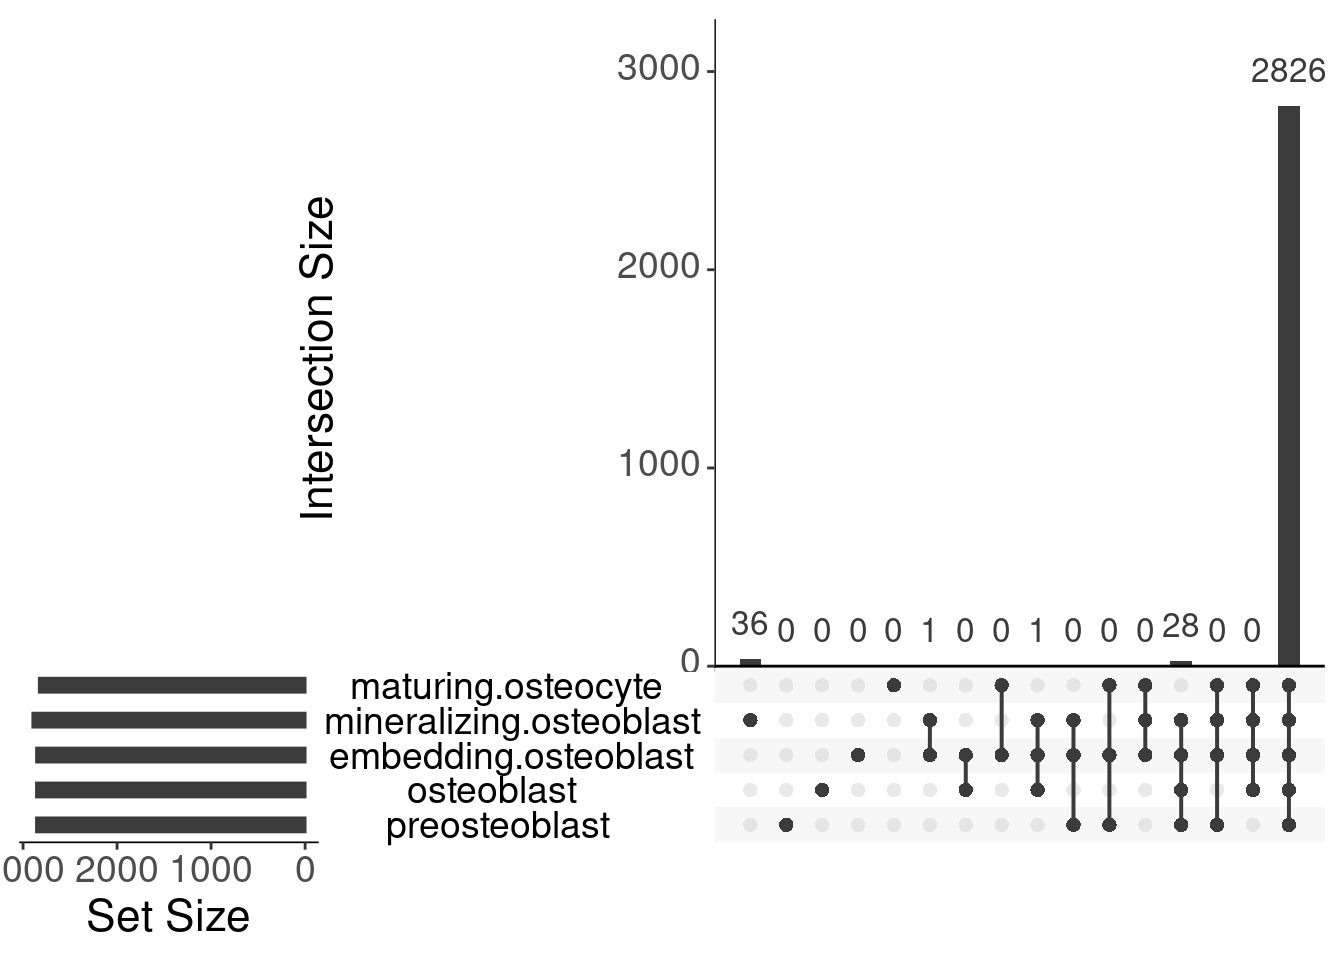 Intersection Size
3000
2000
1000
0
2826
36 0 0 0 0 1 0 0 1 0 0 0 28 0 0
maturing.osteocyte
mineralizing.osteoblast
embedding.osteoblast
osteoblast
preosteoblast
000 2000 1000 0
Set Size